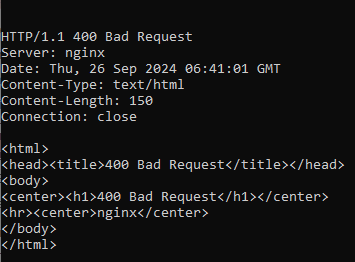 HTTP/1.1 400 Bad Request
Server: nginx
Date: Thu, 26 Sep 2024 06:41:01 GMT
Content-Type: text/html
Content-Length: 150
Connection: close
<html>
<head><title>400 Bad Request</title></head>
<body>
<center><h1>400 Bad Request</h1></center>
<hr><center>nginx</center>
</body>
</html>